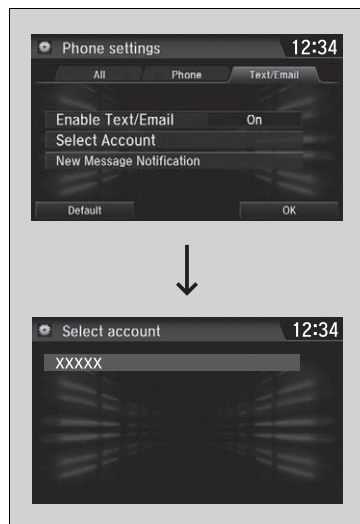 Phone settings 12:34
All Phone Text/Email
Enable Text/Email On
Select Account
New Message Notification
Default OK
Select account 12:34
XXXXX